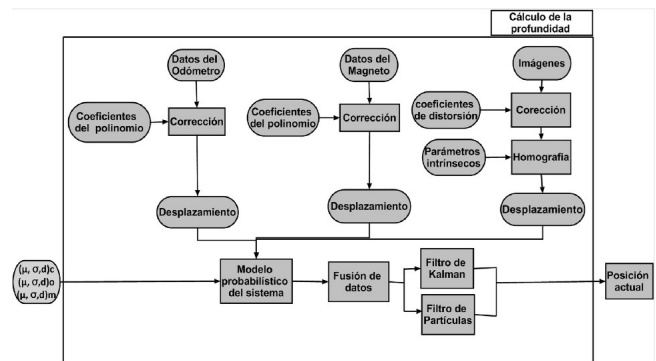 Cálculo de la
profundidad
Datos del
Odómetro
Datos del
Magneto
Imágenes
Coeficientes
del polinomio
Corrección
Coeficientes
del polinomio
Corrección
coeficientes
de distorsión
Corección
Parámetros
intrínsecos
Homografia
Desplazamiento
Desplazamiento
Desplazamiento
(μ, σ,d)c
(μ, σ,d)o
(μ, σ,d)m
Modelo
probabilístico
del sistema
Fusión de
datos
Filtro de
Kalman
Filtro de
Partículas
Posición
actual